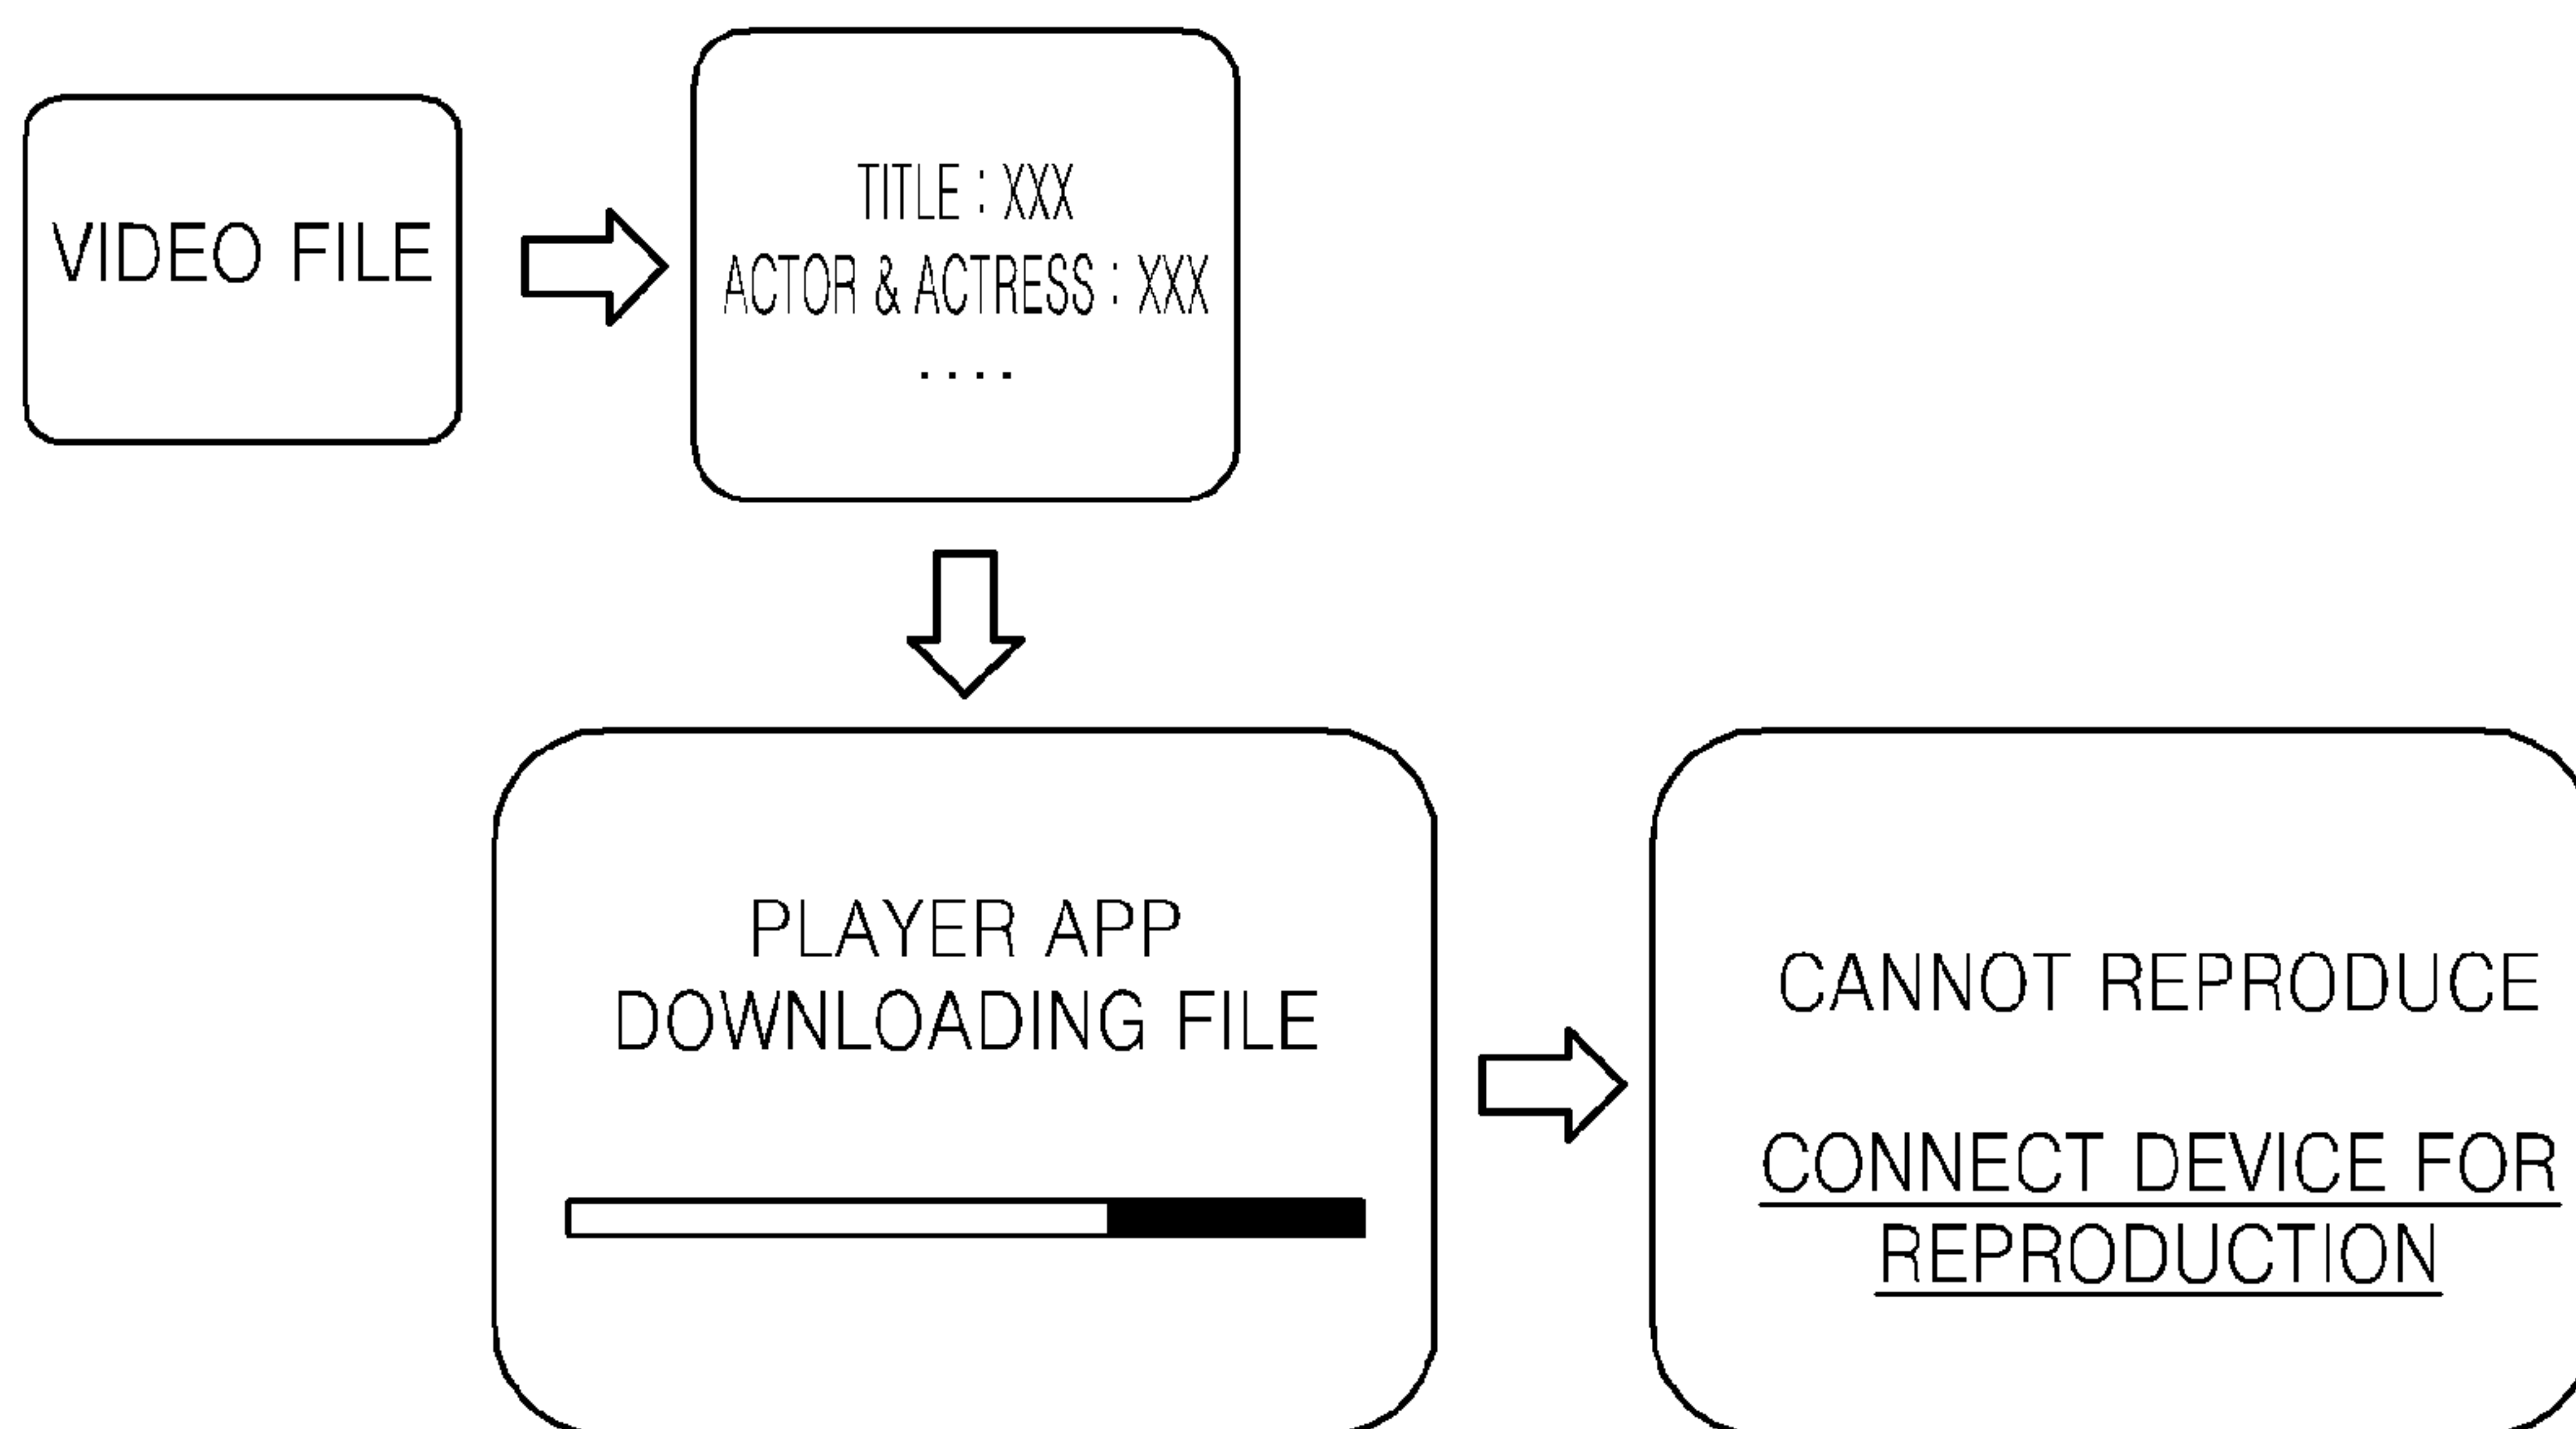 VIDEO FILE
TITLE : XXX
ACTOR & ACTRESS : XXX
....
PLAYER APP
DOWNLOADING FILE
CANNOT REPRODUCE
CONNECT DEVICE FOR
REPRODUCTION